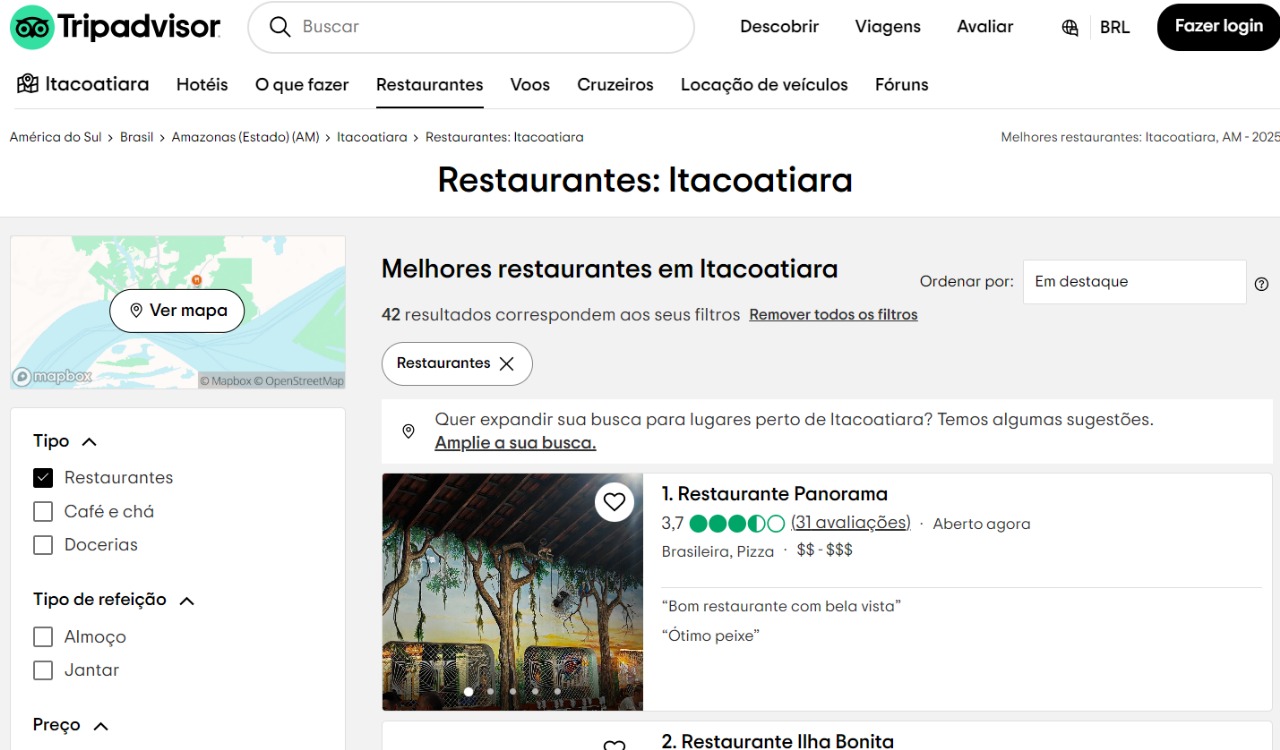 Tripadvisor
Buscar
Descobrir Viagens Avaliar BRL Fazer login
Itacoatiara Hotéis O que fazer Restaurantes Voos Cruzeiros Locação de veículos Fóruns
América do Sul > Brasil > Amazonas (Estado) (AM) > Itacoatiara > Restaurantes: Itacoatiara
Melhores restaurantes: Itacoatiara, AM - 2025
Restaurantes: Itacoatiara
Ver mapa
mapbox
© Mapbox © OpenStreetMap
Tipo
Restaurantes
Café e chá
Docerias
Tipo de refeição
Almoço
Jantar
Preço
Melhores restaurantes em Itacoatiara
Ordenar por: Em destaque
42 resultados correspondem aos seus filtros Remover todos os filtros
Restaurantes
Quer expandir sua busca para lugares perto de Itacoatiara? Temos algumas sugestões.
Amplie a sua busca.
1. Restaurante Panorama
3,7 (31 avaliações) · Aberto agora
Brasileira, Pizza · $$ - $$$
“Bom restaurante com bela vista”
“Ótimo peixe”
2. Restaurante Ilha Bonita